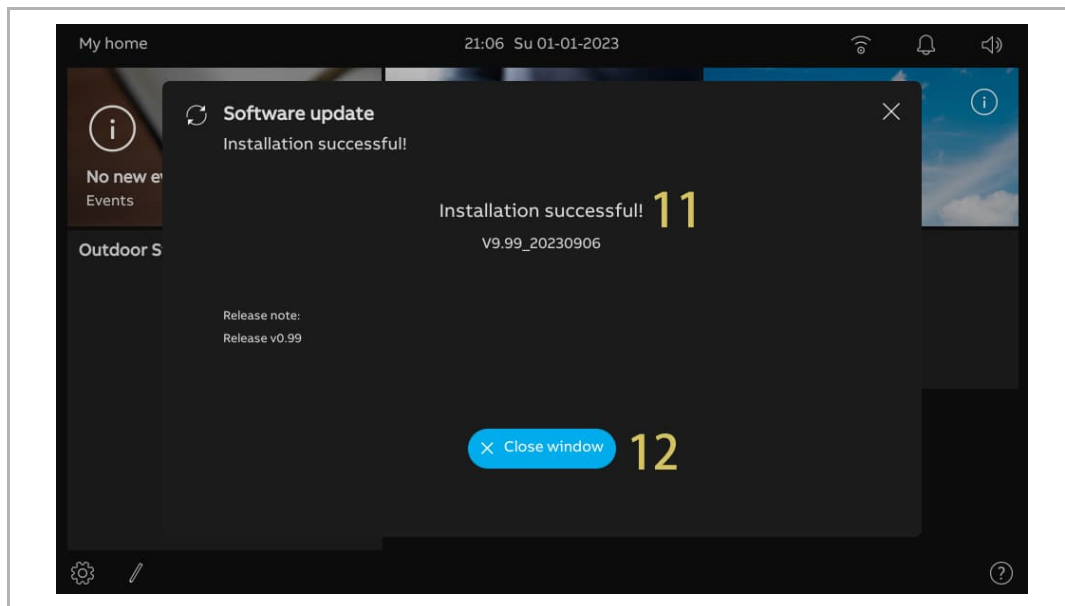 My home 21:06 Su 01-01-2023
Software update
Installation successful!
No new e
Events
Installation successful! 11
V9.99_20230906
Outdoor S
Release note:
Release v0.99
Close window 12